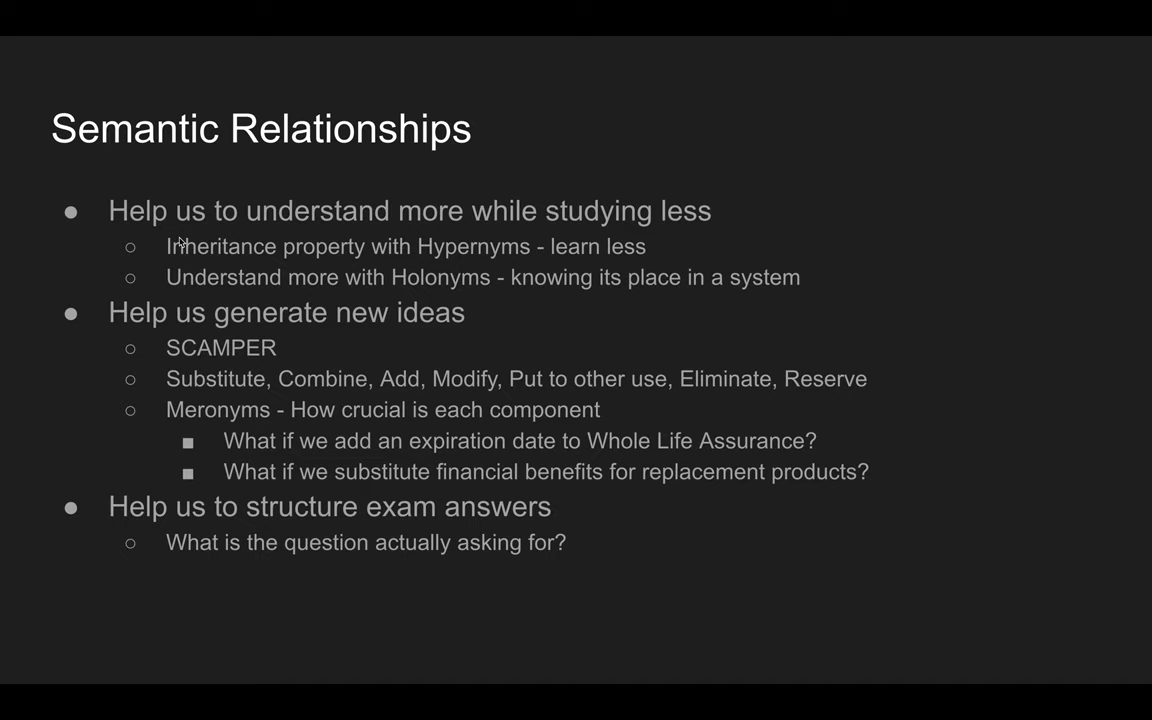 Semantic Relationships
● Help us to understand more while studying less
○ Inheritance property with Hypernyms - learn less
○ Understand more with Holonyms - knowing its place in a system
● Help us generate new ideas
○ SCAMPER
○ Substitute, Combine, Add, Modify, Put to other use, Eliminate, Reserve
○ Meronyms - How crucial is each component
■ What if we add an expiration date to Whole Life Assurance?
■ What if we substitute financial benefits for replacement products?
● Help us to structure exam answers
○ What is the question actually asking for?